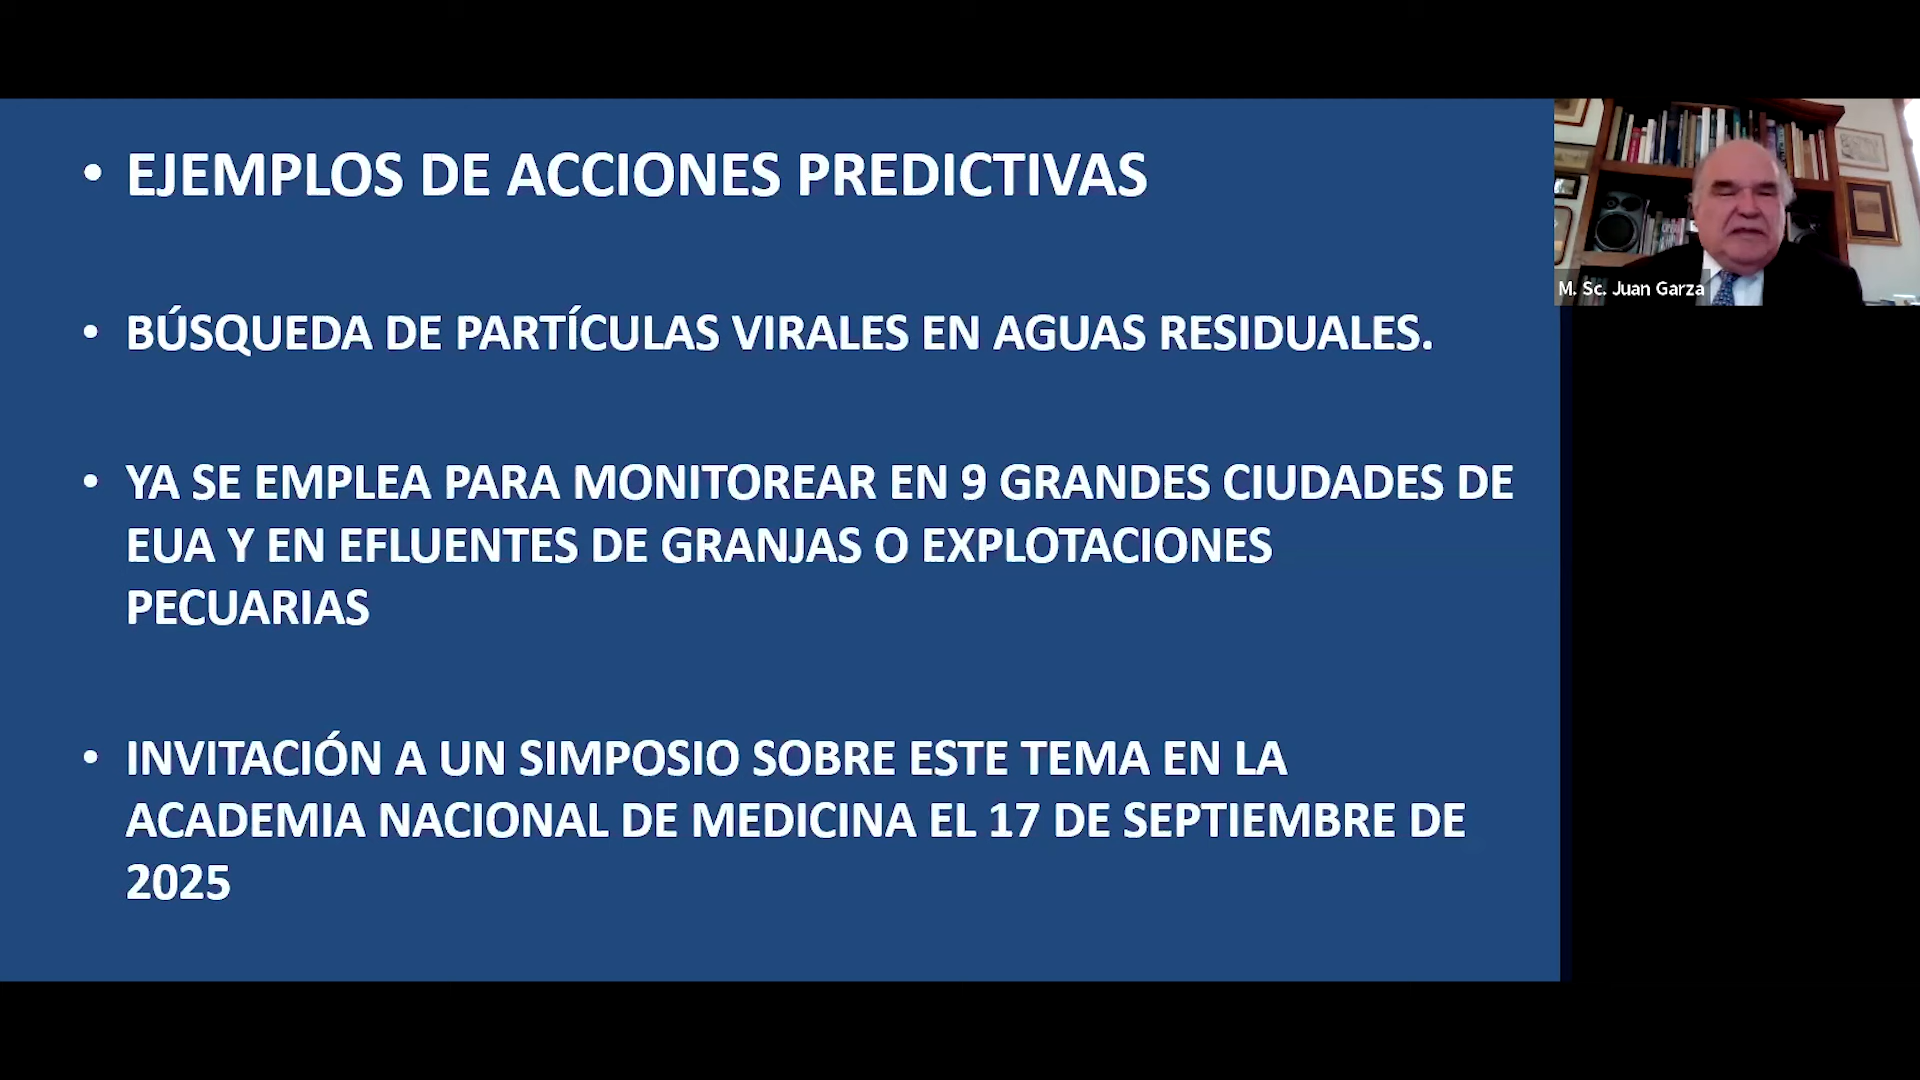 • EJEMPLOS DE ACCIONES PREDICTIVAS
• BÚSQUEDA DE PARTÍCULAS VIRALES EN AGUAS RESIDUALES.
• YA SE EMPLEA PARA MONITOREAR EN 9 GRANDES CIUDADES DE
EUA Y EN EFLUENTES DE GRANJAS O EXPLOTACIONES
PECUARIAS
• INVITACIÓN A UN SIMPOSIO SOBRE ESTE TEMA EN LA
ACADEMIA NACIONAL DE MEDICINA EL 17 DE SEPTIEMBRE DE
2025
M. Sc. Juan Garza